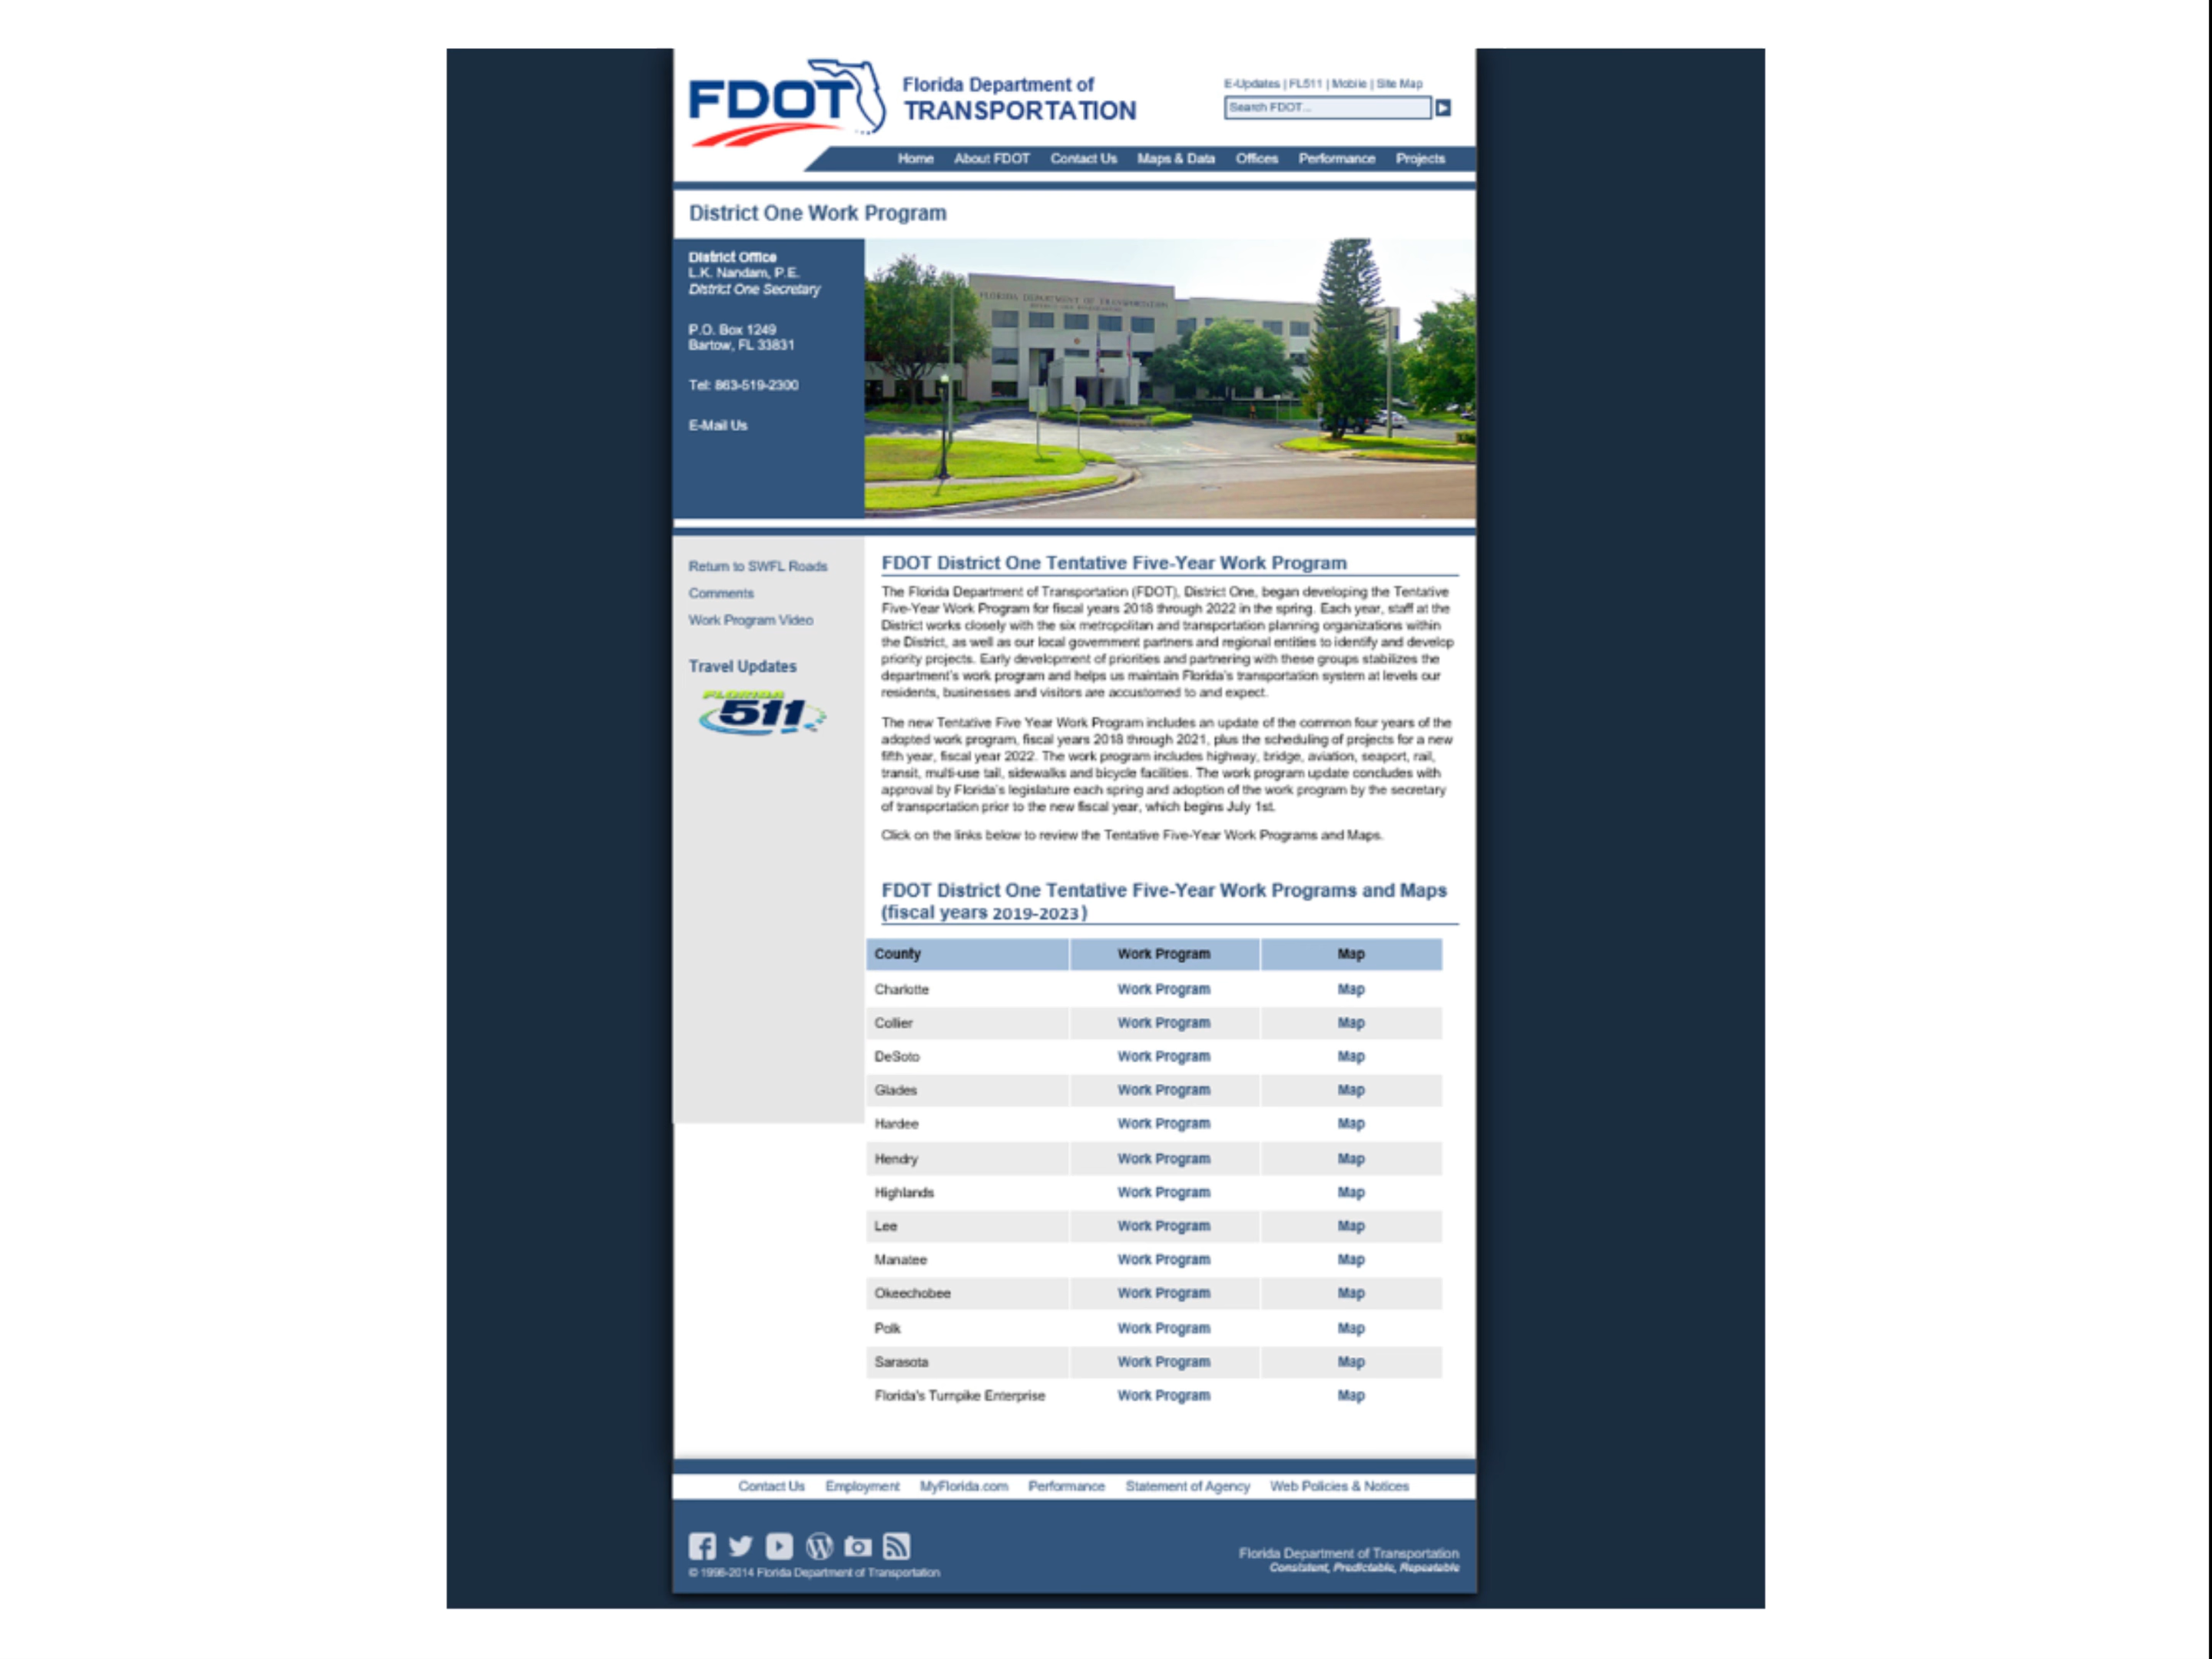 FDOT
Florida Department of
TRANSPORTATION
E-Updates | FL511 | Mobile | Site Map
Search FDOT...
Home About FDOT Contact Us Maps & Data Offices Performance Projects
District One Work Program
District Office
L.K. Nandam, P.E.
District One Secretary
P.O. Box 1249
Bartow, FL 33831
Tel: 863-519-2300
E-Mail Us
FLORIDA DEPARTMENT OF TRANSPORTATION
Return to SWFL Roads
Comments
Work Program Video
Travel Updates
FLORIDA
511
FDOT District One Tentative Five-Year Work Program
The Florida Department of Transportation (FDOT), District One, began developing the Tentative
Five-Year Work Program for fiscal years 2018 through 2022 in the spring. Each year, staff at the
District works closely with the six metropolitan and transportation planning organizations within
the District, as well as our local government partners and regional entities to identify and develop
priority projects. Early development of priorities and partnering with these groups stabilizes the
department's work program and helps us maintain Florida's transportation system at levels our
residents, businesses and visitors are accustomed to and expect.
The new Tentative Five Year Work Program includes an update of the common four years of the
adopted work program, fiscal years 2018 through 2021, plus the scheduling of projects for a new
fifth year, fiscal year 2022. The work program includes highway, bridge, aviation, seaport, rail,
transit, multi-use tail, sidewalks and bicycle facilities. The work program update concludes with
approval by Florida's legislature each spring and adoption of the work program by the secretary
of transportation prior to the new fiscal year, which begins July 1st.
Click on the links below to review the Tentative Five-Year Work Programs and Maps.
FDOT District One Tentative Five-Year Work Programs and Maps
(fiscal years 2019-2023)
County Work Program Map
Charlotte Work Program Map
Collier Work Program Map
DeSoto Work Program Map
Glades Work Program Map
Hardee Work Program Map
Hendry Work Program Map
Highlands Work Program Map
Lee Work Program Map
Manatee Work Program Map
Okeechobee Work Program Map
Polk Work Program Map
Sarasota Work Program Map
Florida's Turnpike Enterprise Work Program Map
Contact Us Employment MyFlorida.com Performance Statement of Agency Web Policies & Notices
© 1996-2014 Florida Department of Transportation
Florida Department of Transportation
Consistent, Predictable, Repeatable